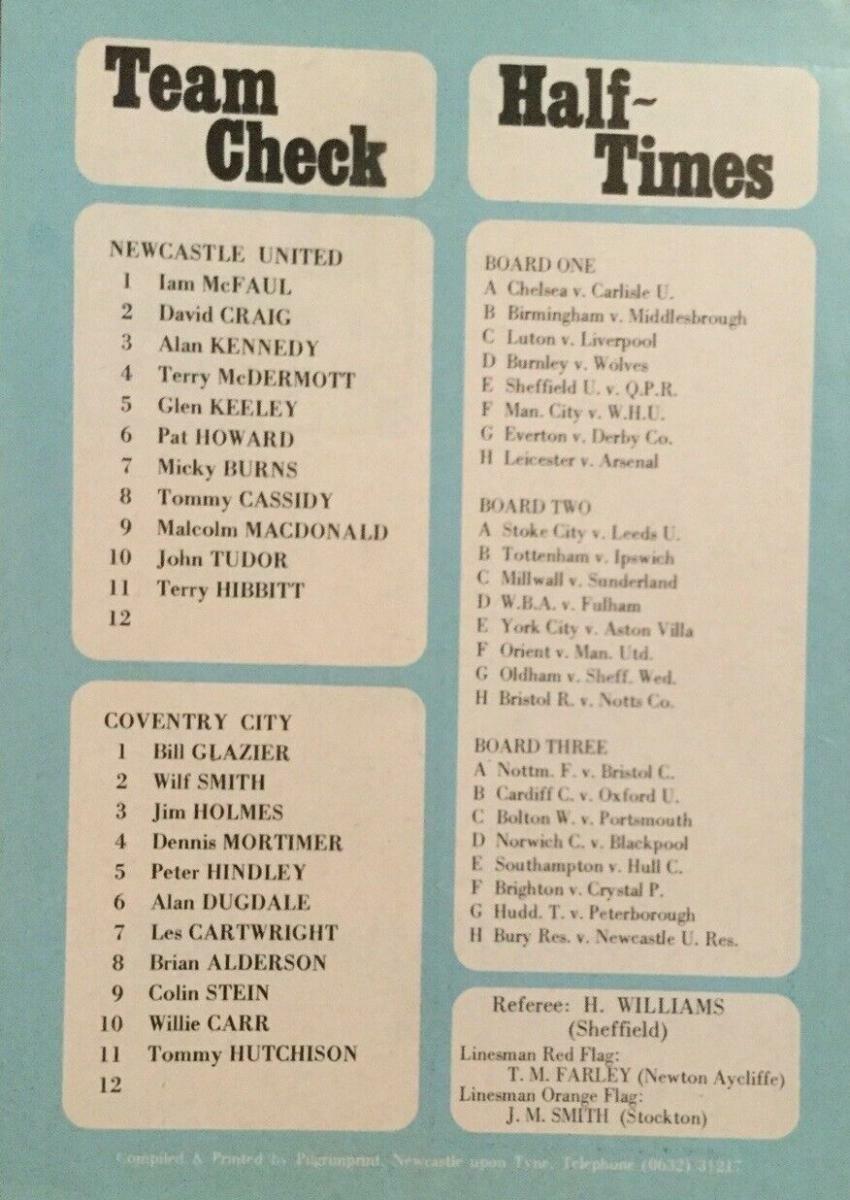 Team
Check
NEWCASTLE UNITED
1 Iam McFAUL
2 David CRAIG
3 Alan KENNEDY
4 Terry McDERMOTT
5 Glen KEELEY
6 Pat HOWARD
7 Micky BURNS
8 Tommy CASSIDY
9 Malcolm MACDONALD
10 John TUDOR
11 Terry HIBBITT
12
COVENTRY CITY
1 Bill GLAZIER
2 Wilf SMITH
3 Jim HOLMES
4 Dennis MORTIMER
5 Peter HINDLEY
6 Alan DUGDALE
7 Les CARTWRIGHT
8 Brian ALDERSON
9 Colin STEIN
10 Willie CARR
11 Tommy HUTCHISON
12
Half~
Times
BOARD ONE
A Chelsea v. Carlisle U.
B Birmingham v. Middlesbrough
C Luton v. Liverpool
D Burnley v. Wolves
E Sheffield U. v. Q.P.R.
F Man. City v. W.H.U.
G Everton v. Derby Co.
H Leicester v. Arsenal
BOARD TWO
A Stoke City v. Leeds U.
B Tottenham v. Ipswich
C Millwall v. Sunderland
D W.B.A. v. Fulham
E York City v. Aston Villa
F Orient v. Man. Utd.
G Oldham v. Sheff. Wed.
H Bristol R. v. Notts Co.
BOARD THREE
A Nottm. F. v. Bristol C.
B Cardiff C. v. Oxford U.
C Bolton W. v. Portsmouth
D Norwich C. v. Blackpool
E Southampton v. Hull C.
F Brighton v. Crystal P.
G Hudd. T. v. Peterborough
H Bury Res. v. Newcastle U. Res.
Referee: H. WILLIAMS
(Sheffield)
Linesman Red Flag:
T. M. FARLEY (Newton Aycliffe)
Linesman Orange Flag:
J. M. SMITH (Stockton)
Compiled & Printed by Pilgrimprint, Newcastle upon Tyne, Telephone (0632) 31217